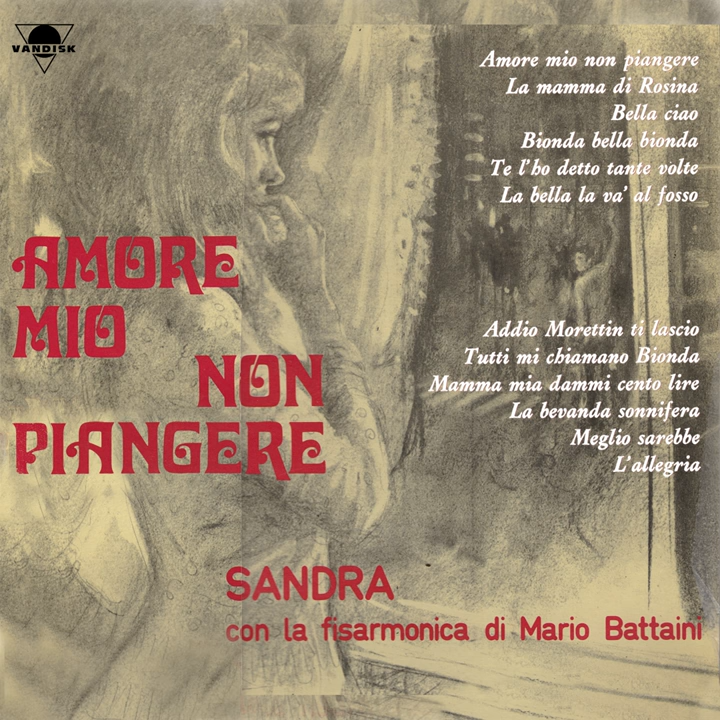 VANDISK
Amore mio non piangere
La mamma di Rosina
Bella ciao
Bionda bella bionda
Te l'ho detto tante volte
La bella la va' al fosso
AMORE
MIO
NON
PIANGERE
Addio Morettin ti lascio
Tutti mi chiamano Bionda
Mamma mia dammi cento lire
La bevanda sonnifera
Meglio sarebbe
L'allegria
SANDRA
con la fisarmonica di Mario Battaini